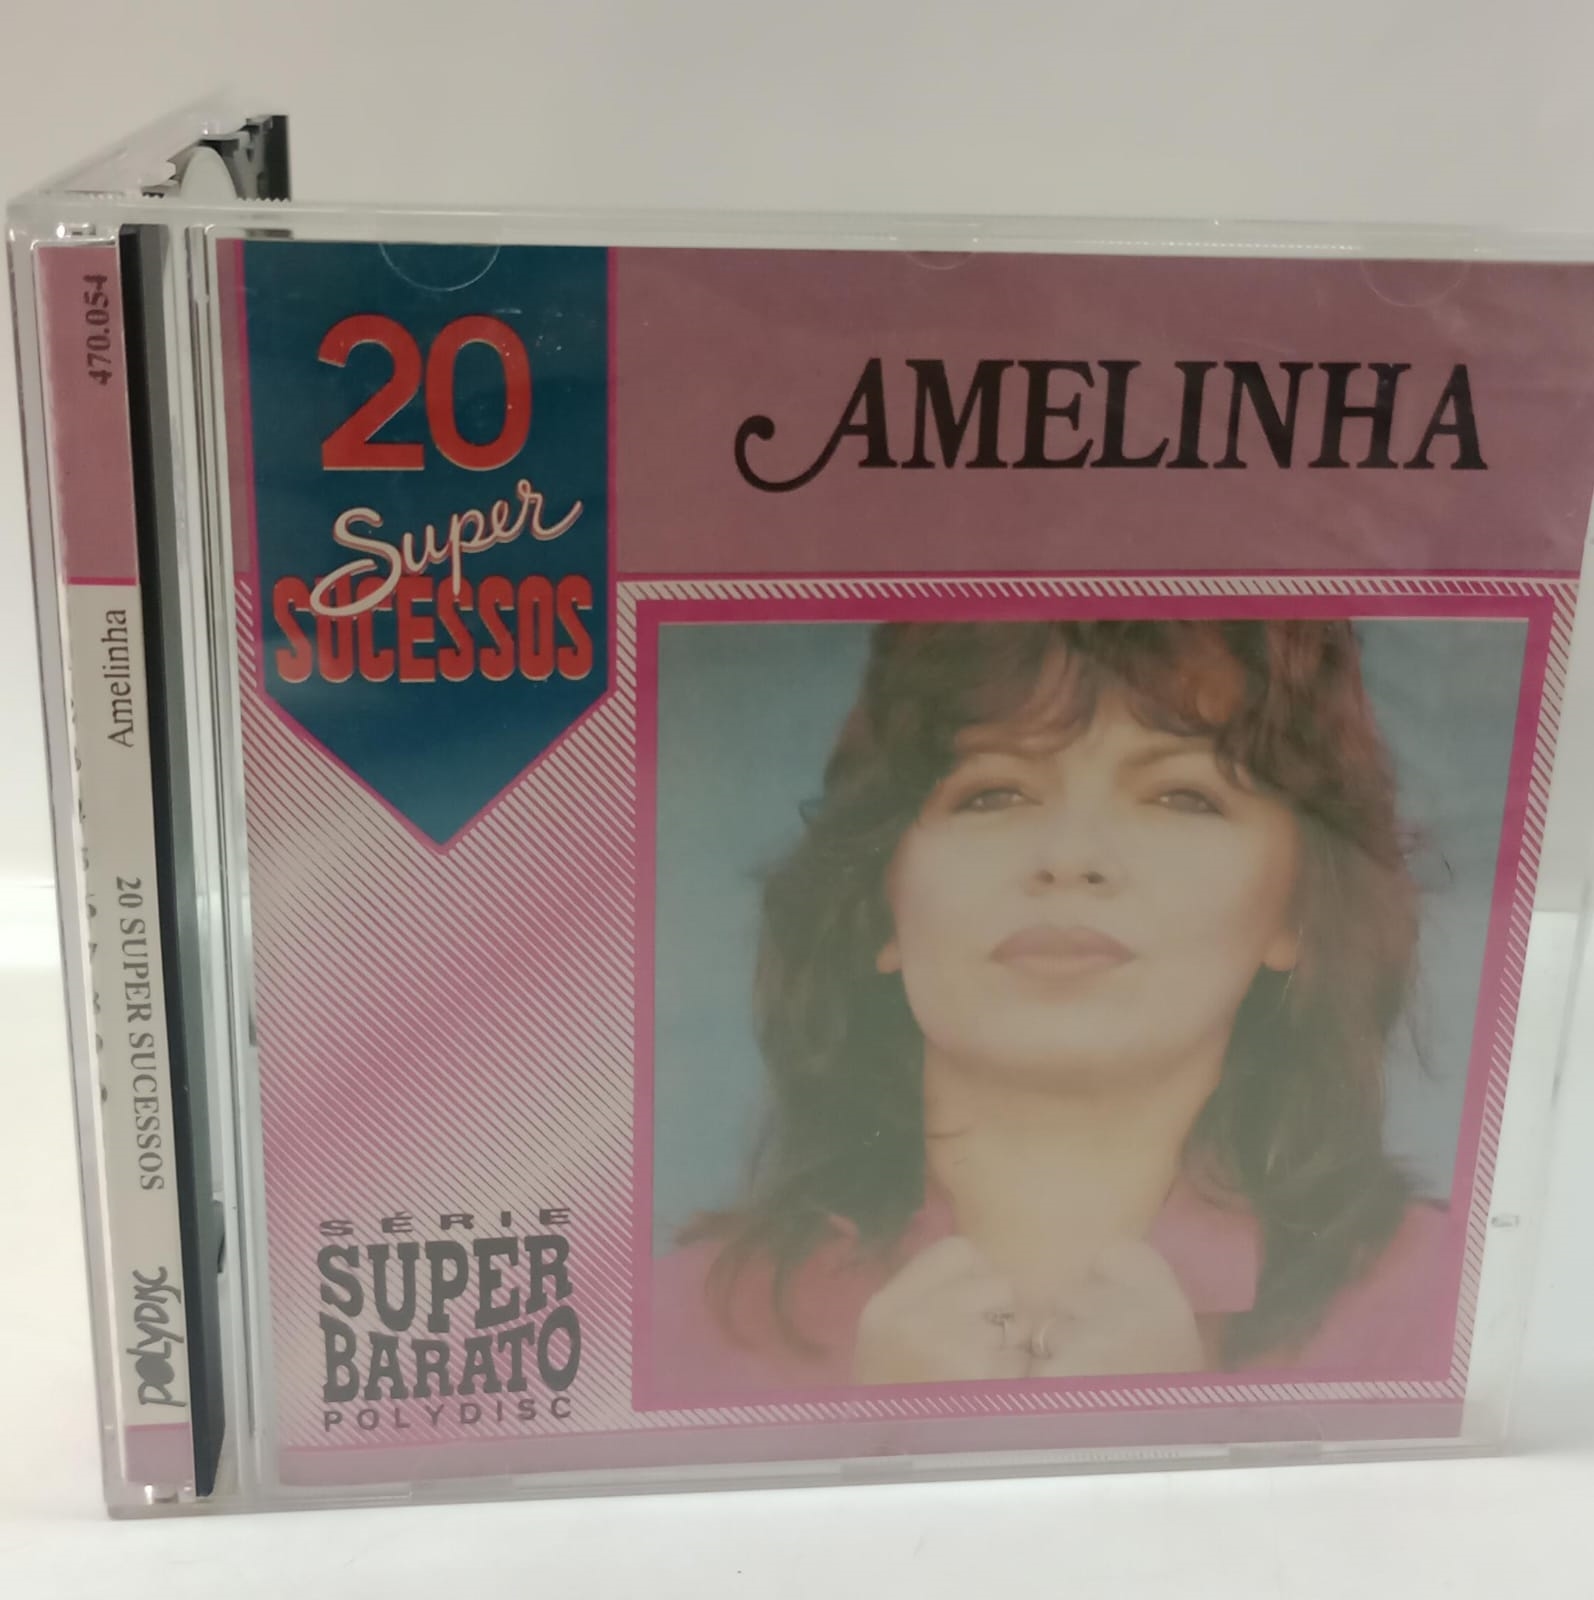 470.054
Amelinha
20 SUPER SUCESSOS
POLYDISC
20
Super
SUCESSOS
AMELINHA
SÉRIE
SUPER
BARATO
POLYDISC